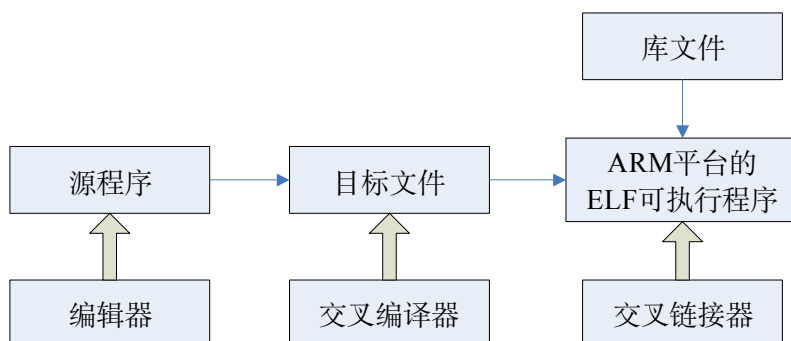 库文件
源程序
目标文件
ARM平台的
ELF可执行程序
编辑器
交叉编译器
交叉链接器